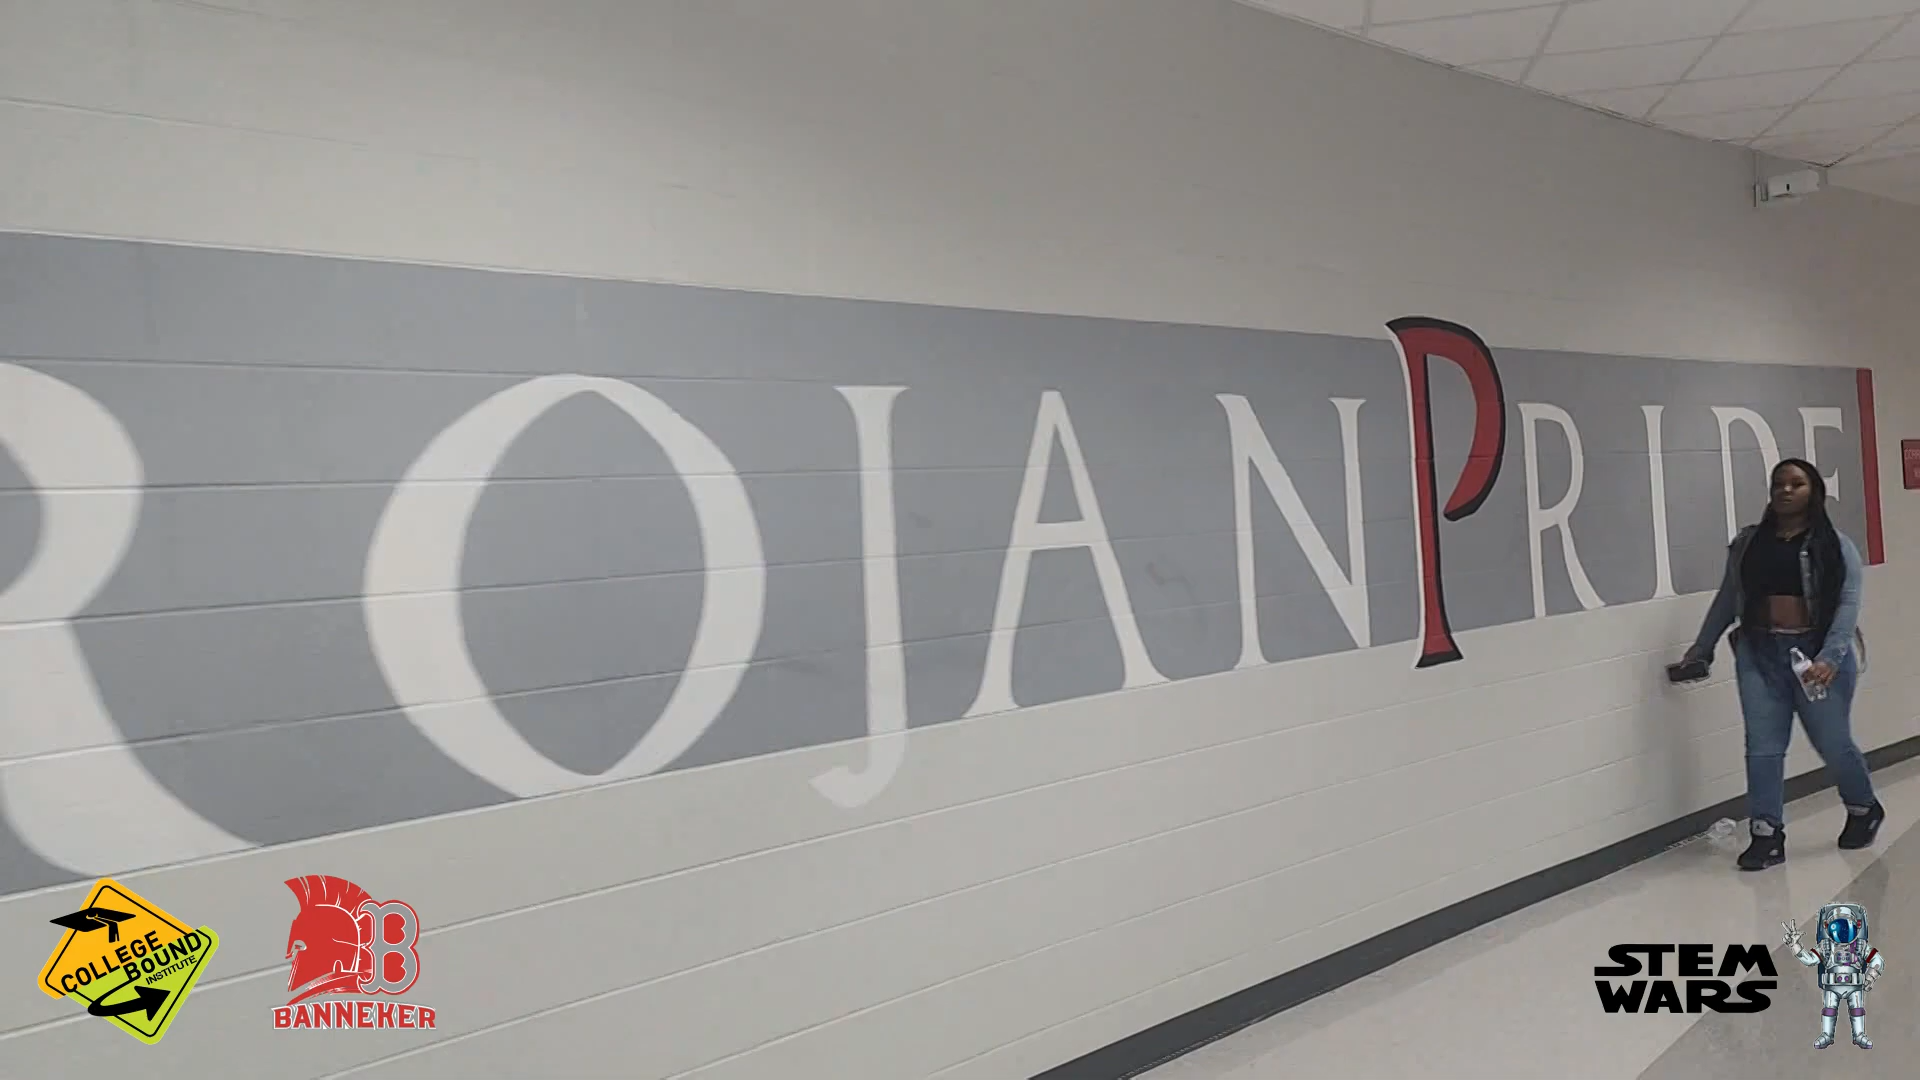 ROJANPRIDE
COLLEGE
BOUND
INSTITUTE
B
BANNEKER
STEM
WARS